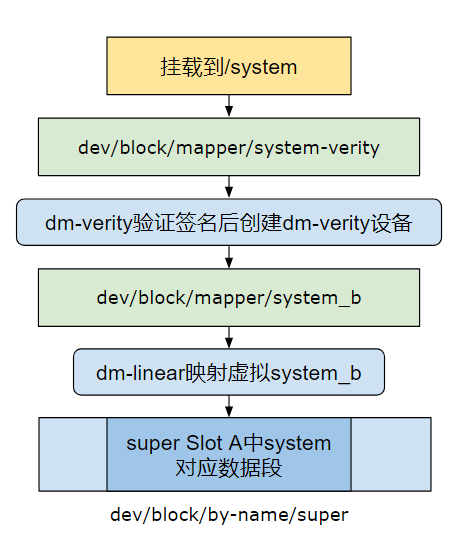 挂载到/system
dev/block/mapper/system-verity
dm-verity验证签名后创建dm-verity设备
dev/block/mapper/system_b
dm-linear映射虚拟system_b
super Slot A中system
对应数据段
dev/block/by-name/super